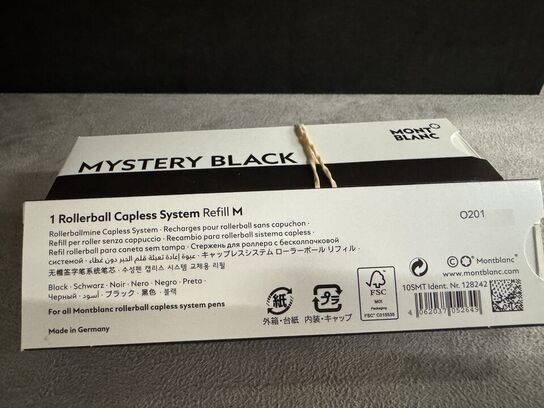 MONT
BLANC
MYSTERY BLACK
1 Rollerball Capless System Refill M
O201
Rollerballmine Capless System · Recharges pour rollerball sans capuchon ·
Refill per roller senza cappuccio · Recambio para rollerball sistema capless ·
Refil rollerball para caneta sem tampa · Стержень для роллера с бесколпачковой
системой · عبوة إعادة تعبئة قلم الحبر دون غطاء · キャップレスシステム ローラーボール リフィル ·
无帽签字笔系统笔芯 · 수성펜 캡리스 시스템 교체용 리필
Black · Schwarz · Noir · Nero · Negro · Preto ·
Черный · أسود · ブラック · 黑色 · 블랙
For all Montblanc rollerball capless system pens
Made in Germany
紙
外箱・台紙
プラ
内装・キャップ
FSC
MIX
Packaging
FSC® C018535
© Montblanc®
www.montblanc.com
10SMT Ident. Nr. 128242
4 062037 052645